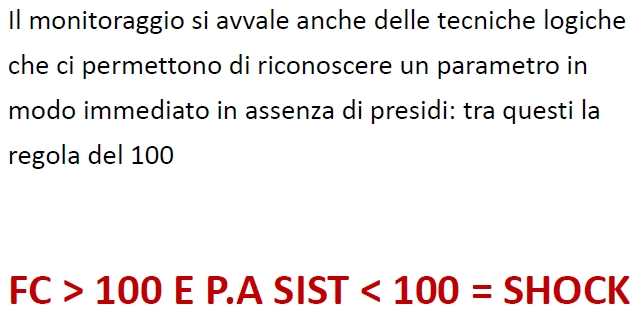 Il monitoraggio si avvale anche delle tecniche logiche
che ci permettono di riconoscere un parametro in
modo immediato in assenza di presidi: tra questi la
regola del 100
FC > 100 E P.A SIST < 100 = SHOCK